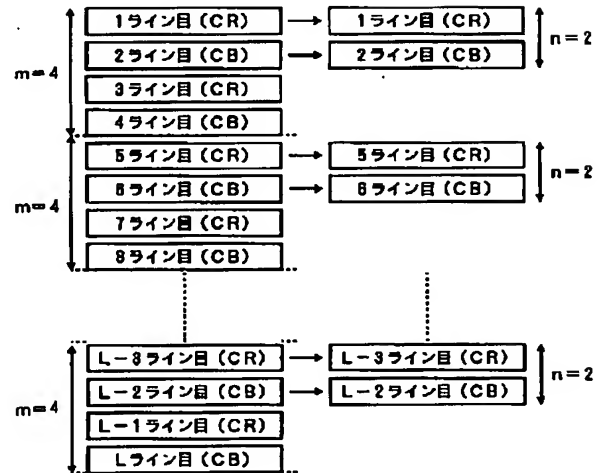 1ライン目(CR) 1ライン目(CR)
n=2
2ライン目(CB) 2ライン目(CB)
m=4
3ライン目(CR)
4ライン目(CB)
5ライン目(CR) 5ライン目(CR)
n=2
6ライン目(CB) 6ライン目(CB)
m=4
7ライン目(CR)
8ライン目(CB)
L-3ライン目(CR) L-3ライン目(CR)
n=2
L-2ライン目(CB) L-2ライン目(CB)
m=4
L-1ライン目(CR)
Lライン目(CB)